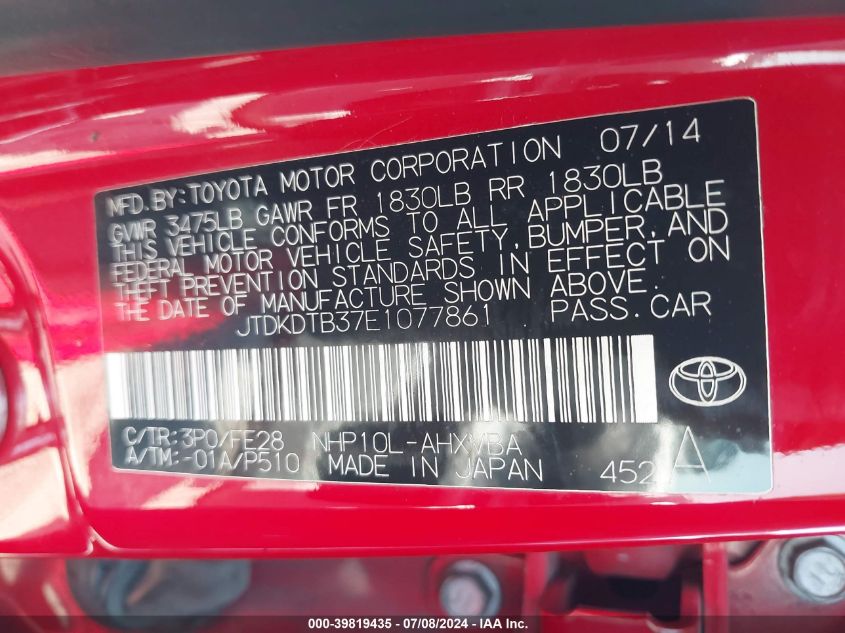 MFD.BY:TOYOTA MOTOR CORPORATION 07/14
GVWR 3475LB GAWR FR 1830LB RR 1830LB
THIS VEHICLE CONFORMS TO ALL APPLICABLE
FEDERAL MOTOR VEHICLE SAFETY,BUMPER,AND
THEFT PREVENTION STANDARDS IN EFFECT ON
THE DATE OF MANUFACTURE SHOWN ABOVE.
JTDKDTB37E1077861 PASS.CAR
C/TR:3P0/FE28 NHP10L-AHXVBA
A/TM:-01A/P510 MADE IN JAPAN 452 A
000-39819435 - 07/08/2024 - IAA Inc.